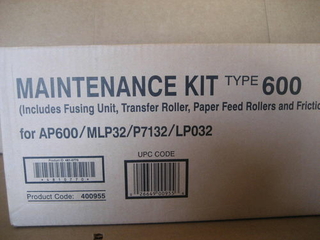 MAINTENANCE KIT TYPE 600
(Includes Fusing Unit, Transfer Roller, Paper Feed Rollers and Frictio
for AP600/MLP32/P7132/LP032
UPC CODE
Product Code: 400955